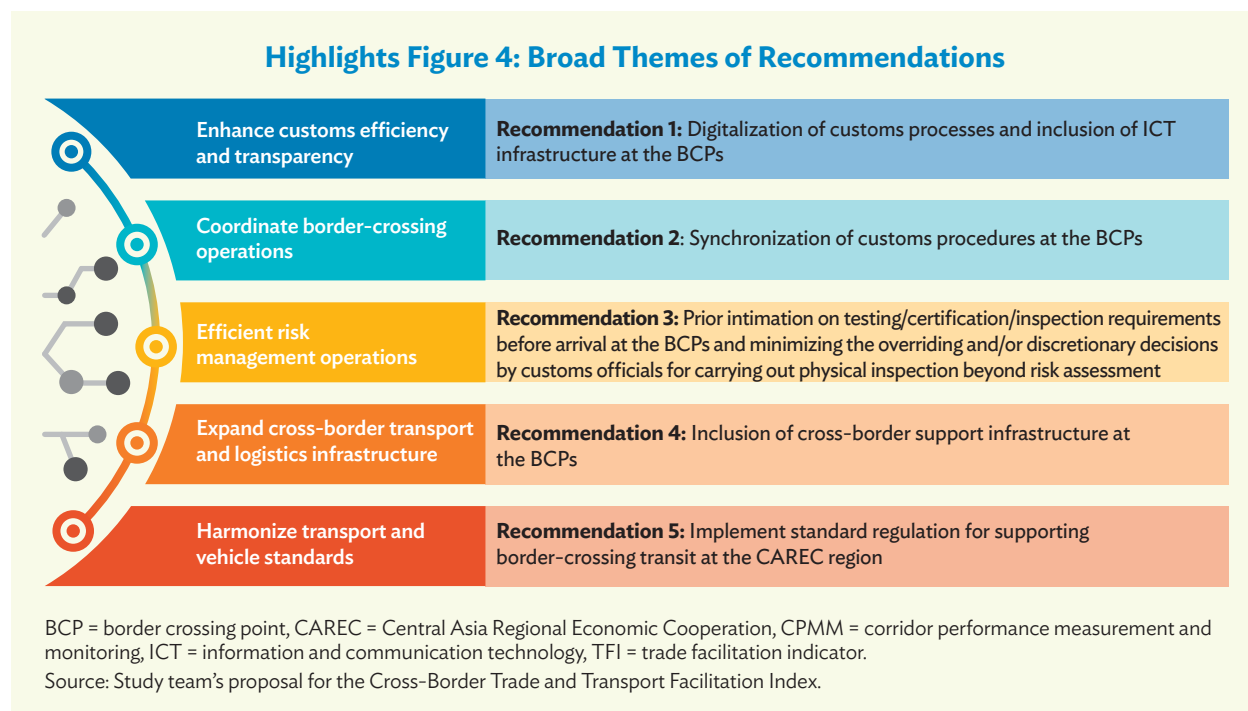 Highlights Figure 4: Broad Themes of Recommendations
Enhance customs efficiency
and transparency
Recommendation 1: Digitalization of customs processes and inclusion of ICT
infrastructure at the BCPs
Coordinate border-crossing
operations
Recommendation 2: Synchronization of customs procedures at the BCPs
Efficient risk
management operations
Recommendation 3: Prior intimation on testing/certification/inspection requirements
before arrival at the BCPs and minimizing the overriding and/or discretionary decisions
by customs officials for carrying out physical inspection beyond risk assessment
Expand cross-border transport
and logistics infrastructure
Recommendation 4: Inclusion of cross-border support infrastructure at
the BCPs
Harmonize transport and
vehicle standards
Recommendation 5: Implement standard regulation for supporting
border-crossing transit at the CAREC region
BCP = border crossing point, CAREC = Central Asia Regional Economic Cooperation, CPMM = corridor performance measurement and
monitoring, ICT = information and communication technology, TFI = trade facilitation indicator.
Source: Study team's proposal for the Cross-Border Trade and Transport Facilitation Index.